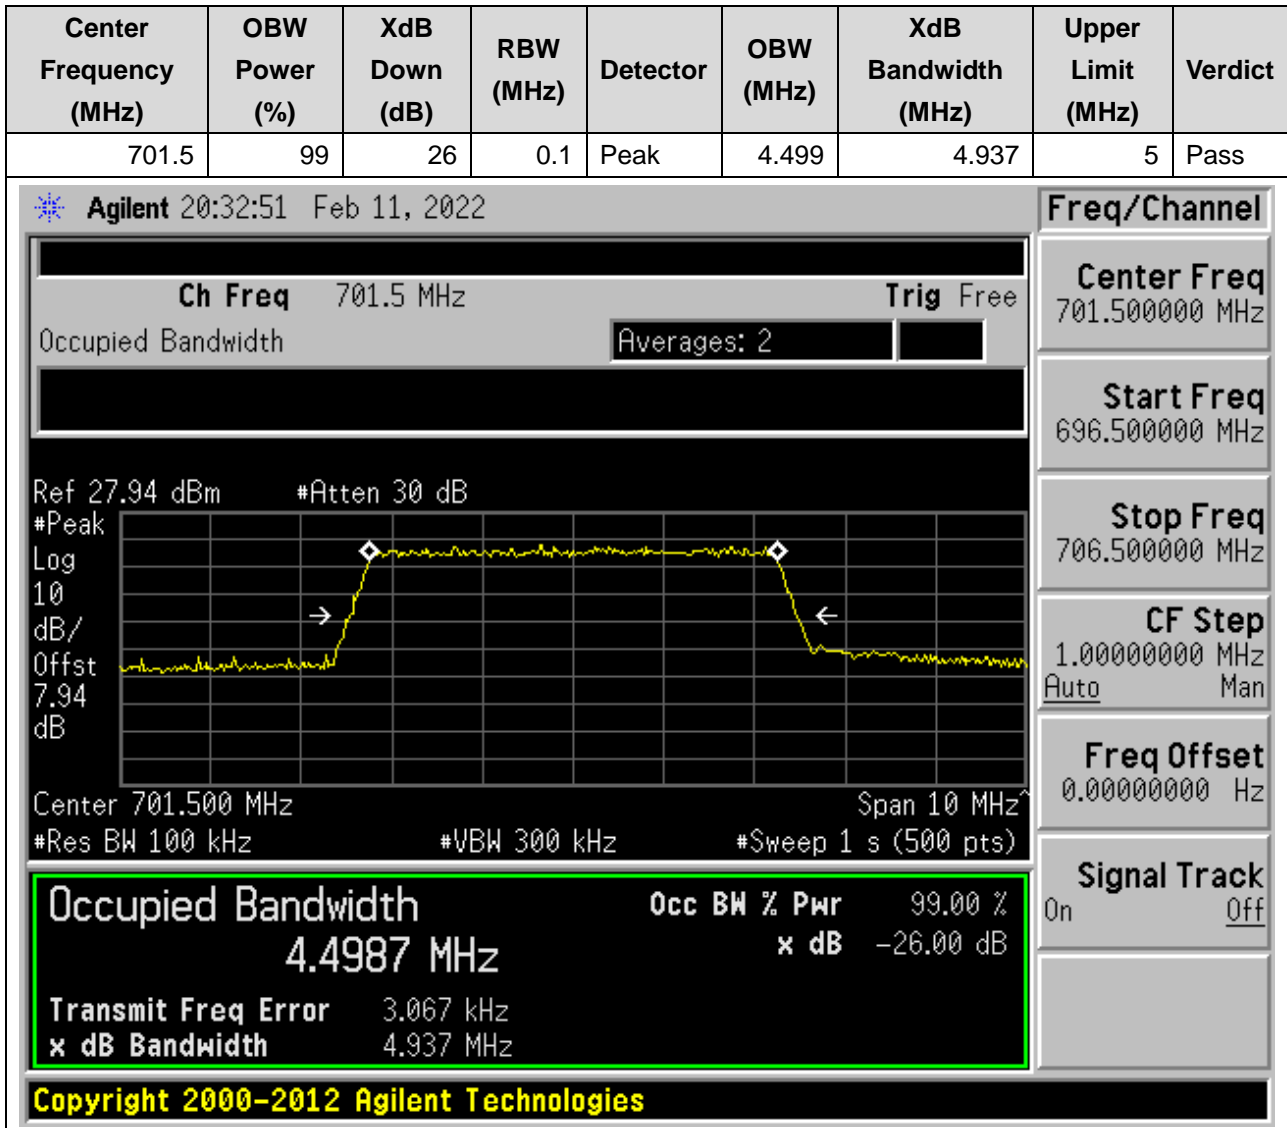 Center Frequency (MHz) OBW Power (%) XdB Down (dB) RBW (MHz) Detector OBW (MHz) XdB Bandwidth (MHz) Upper Limit (MHz) Verdict
701.5 99 26 0.1 Peak 4.499 4.937 5 Pass
Agilent 20:32:51 Feb 11, 2022
Freq/Channel
Ch Freq 701.5 MHz Trig Free
Occupied Bandwidth Averages: 2
Center Freq
701.500000 MHz
Start Freq
696.500000 MHz
Stop Freq
706.500000 MHz
CF Step
1.00000000 MHz
Auto Man
Freq Offset
0.00000000 Hz
Signal Track
On Off
Ref 27.94 dBm #Atten 30 dB
#Peak
Log
10
dB/
Offst
7.94
dB
Center 701.500 MHz Span 10 MHz^
#Res BW 100 kHz #VBW 300 kHz #Sweep 1 s (500 pts)
Occupied Bandwidth Occ BW % Pwr 99.00 %
4.4987 MHz x dB -26.00 dB
Transmit Freq Error 3.067 kHz
x dB Bandwidth 4.937 MHz
Copyright 2000-2012 Agilent Technologies